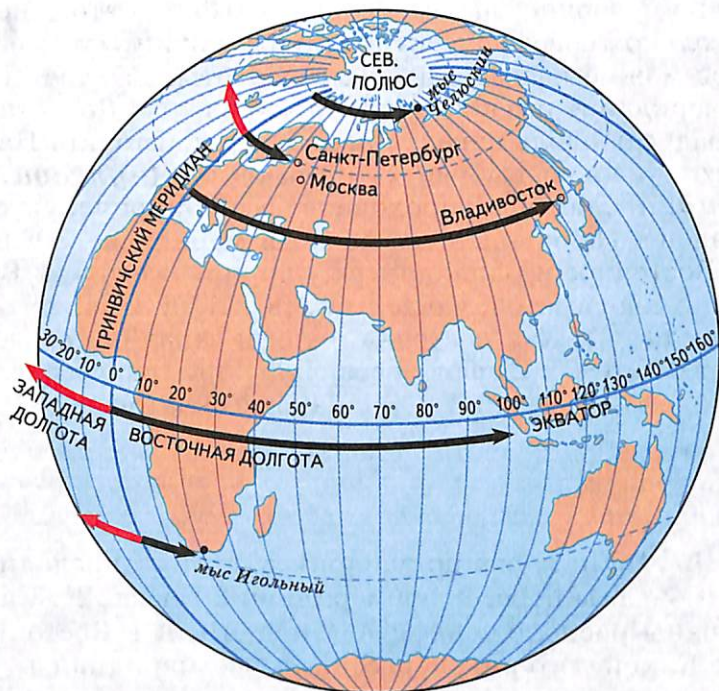 СЕВ.
ПОЛЮС
мыс
Челюскин
Санкт-Петербург
Москва
Владивосток
ГРИНВИЧСКИЙ МЕРИДИАН
30° 20° 10° 0° 10° 20° 30° 40° 50° 60° 70° 80° 90° 100° 110° 120° 130° 140° 150° 160°
ЗАПАДНАЯ
ДОЛГОТА
ВОСТОЧНАЯ ДОЛГОТА
ЭКВАТОР
мыс Игольный